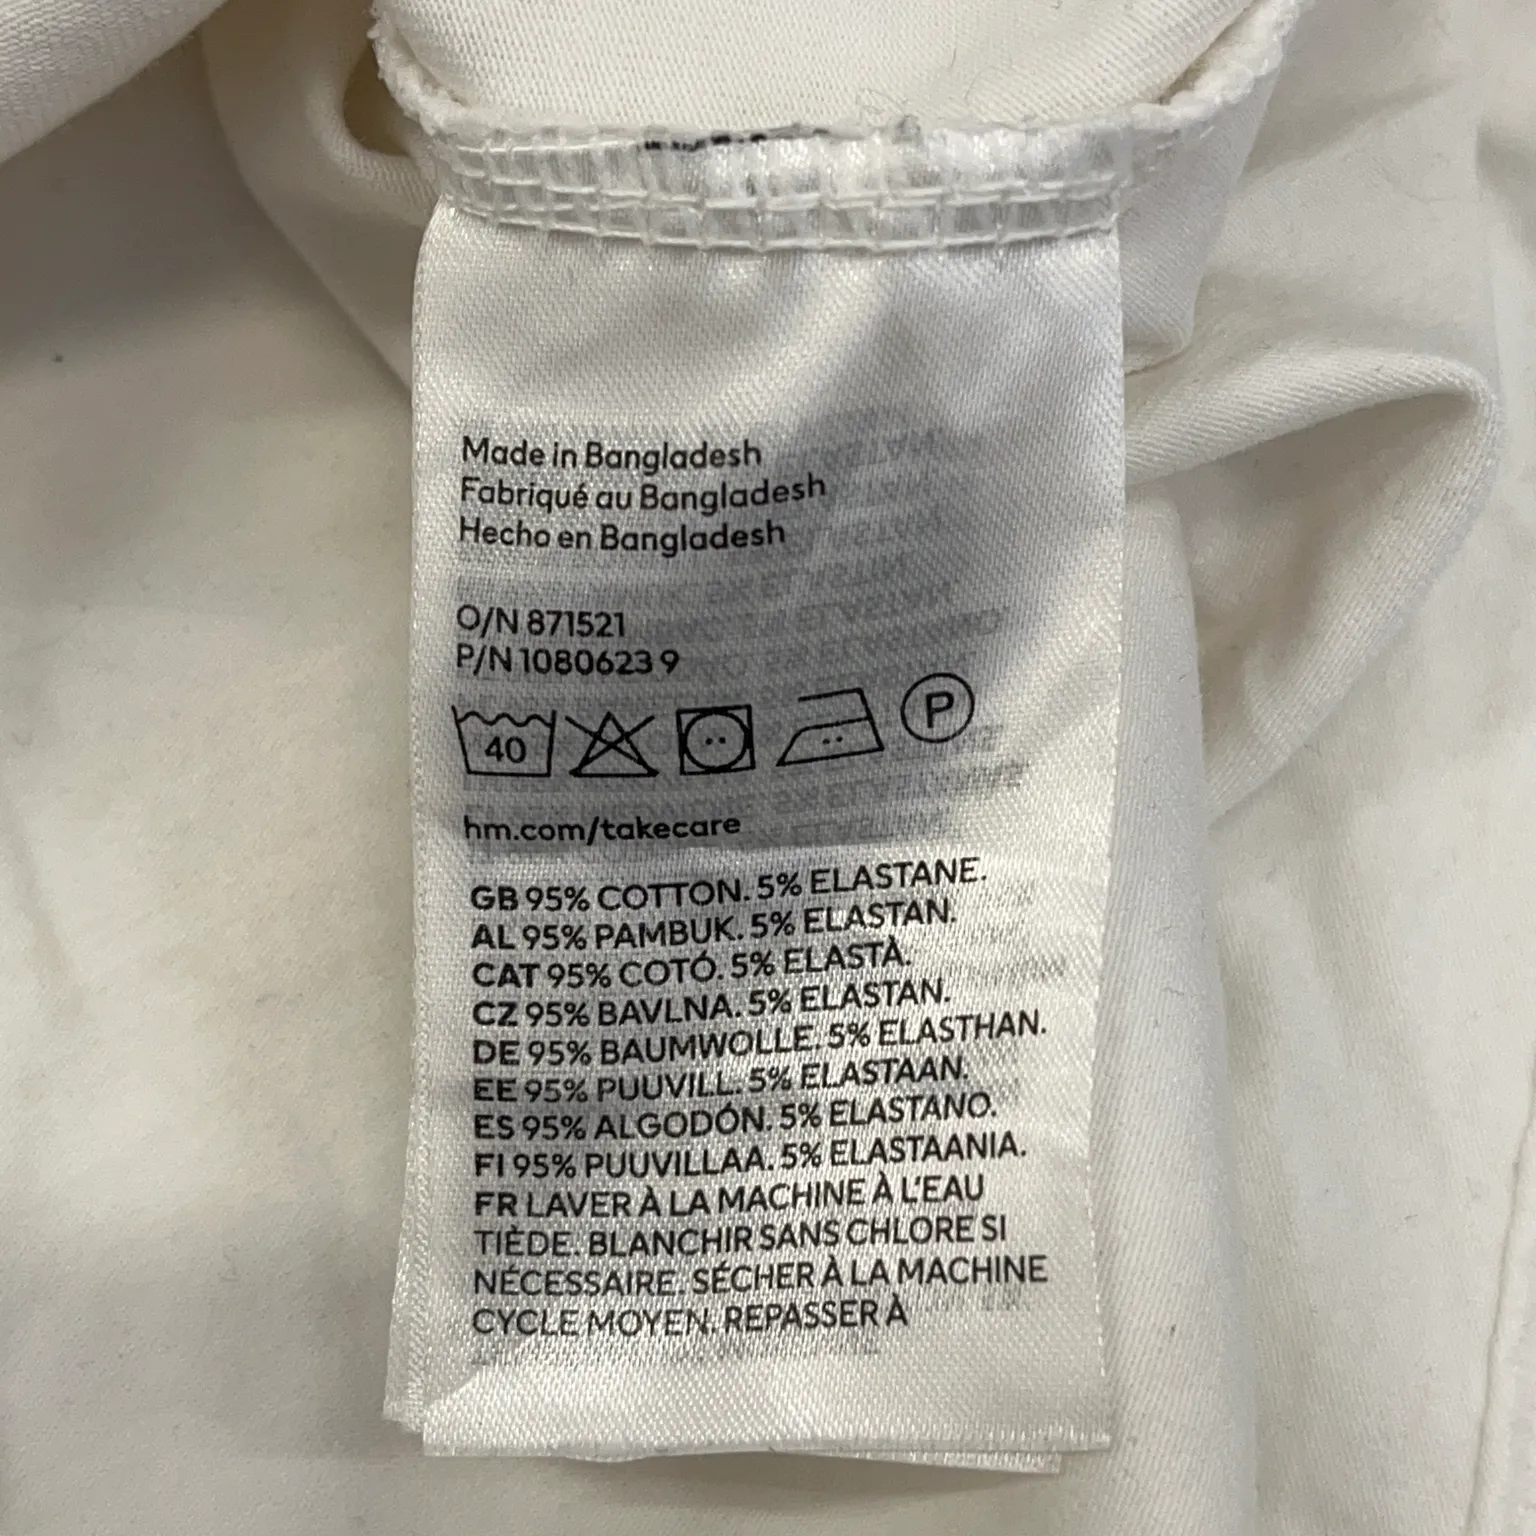 Made in Bangladesh
Fabriqué au Bangladesh
Hecho en Bangladesh
O/N 871521
P/N 1080623 9
40
P
hm.com/takecare
GB 95% COTTON. 5% ELASTANE.
AL 95% PAMBUK. 5% ELASTAN.
CAT 95% COTÓ. 5% ELASTÀ.
CZ 95% BAVLNA. 5% ELASTAN.
DE 95% BAUMWOLLE. 5% ELASTHAN.
EE 95% PUUVILL. 5% ELASTAAN.
ES 95% ALGODÓN. 5% ELASTANO.
FI 95% PUUVILLAA. 5% ELASTAANIA.
FR LAVER À LA MACHINE À L'EAU
TIÈDE. BLANCHIR SANS CHLORE SI
NÉCESSAIRE. SÉCHER À LA MACHINE
CYCLE MOYEN. REPASSER À